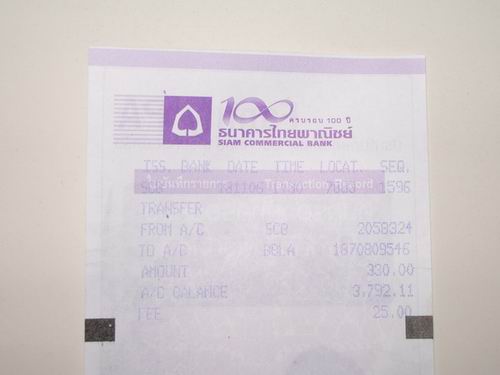 100 ครบรอบ 100 ปี
ธนาคารไทยพาณิชย์
SIAM COMMERCIAL BANK
ISS. BANK DATE TIME LOCAT. SEQ.
Transaction Record
SCB 1596
TRANSFER
FROM A/C SCB 2058324
TO A/C 1870809546
AMOUNT 330.00
A/C BALANCE 3,792.11
FEE 25.00